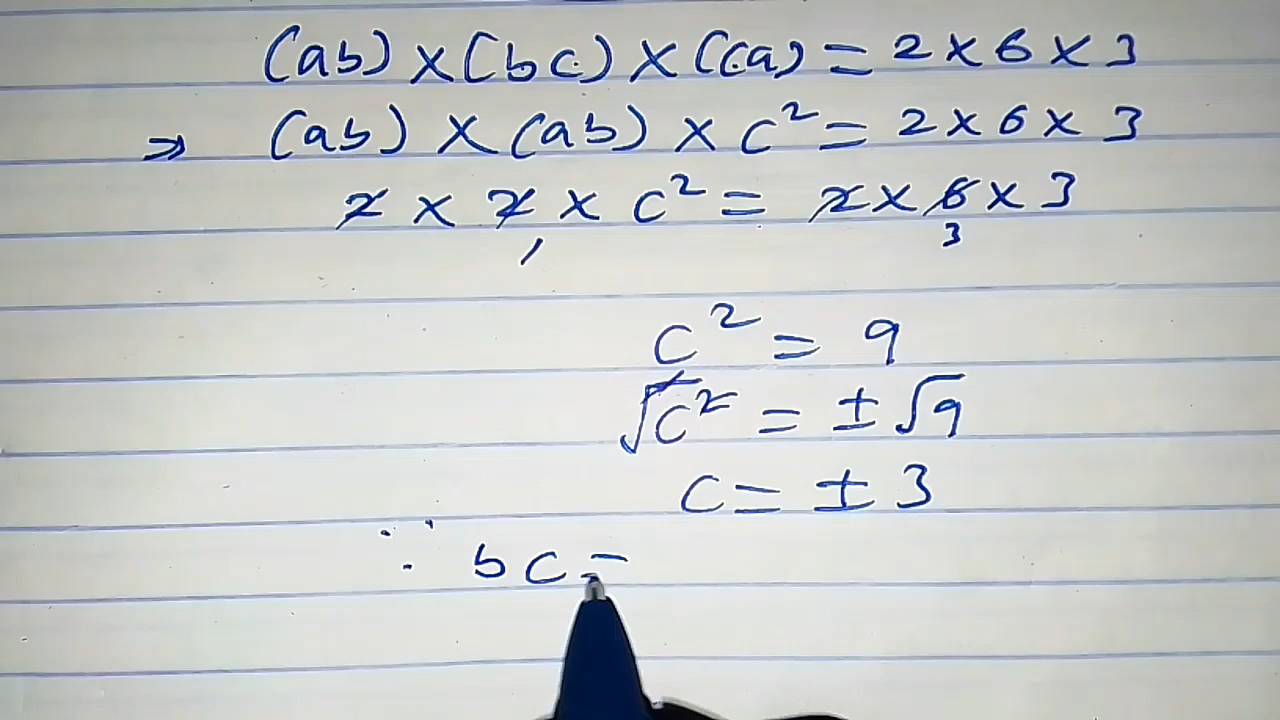 (ab) × (bc) × (ca) = 2 × 6 × 3
⇒ (ab) × (ab) × c² = 2 × 6 × 3
2 × 2 × c² = 2 × 6 × 3
1 3
c² = 9
√c² = ± √9
c = ± 3
∵ bc =